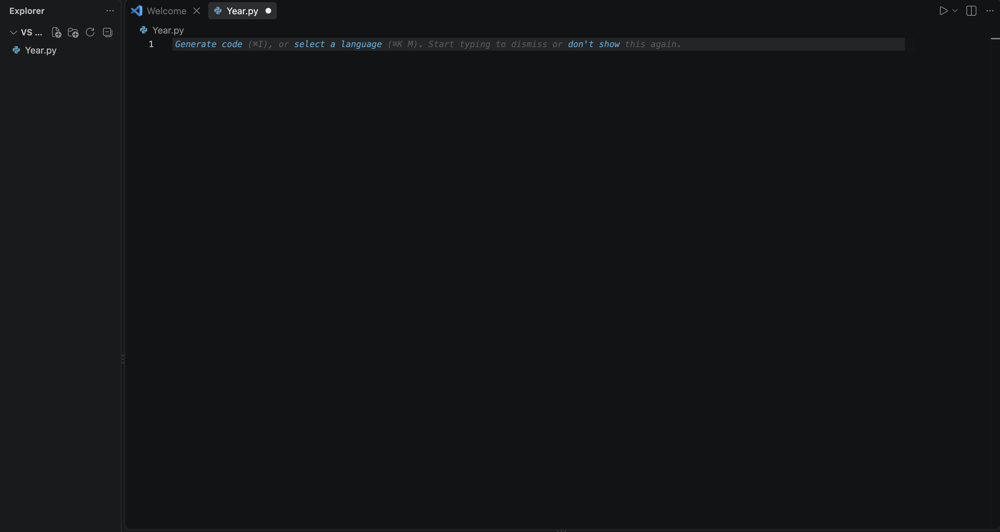 Explorer
VS ...
Year.py
Welcome
Year.py
Year.py
1
Generate code (⌘I), or select a language (⌘K M). Start typing to dismiss or don't show this again.